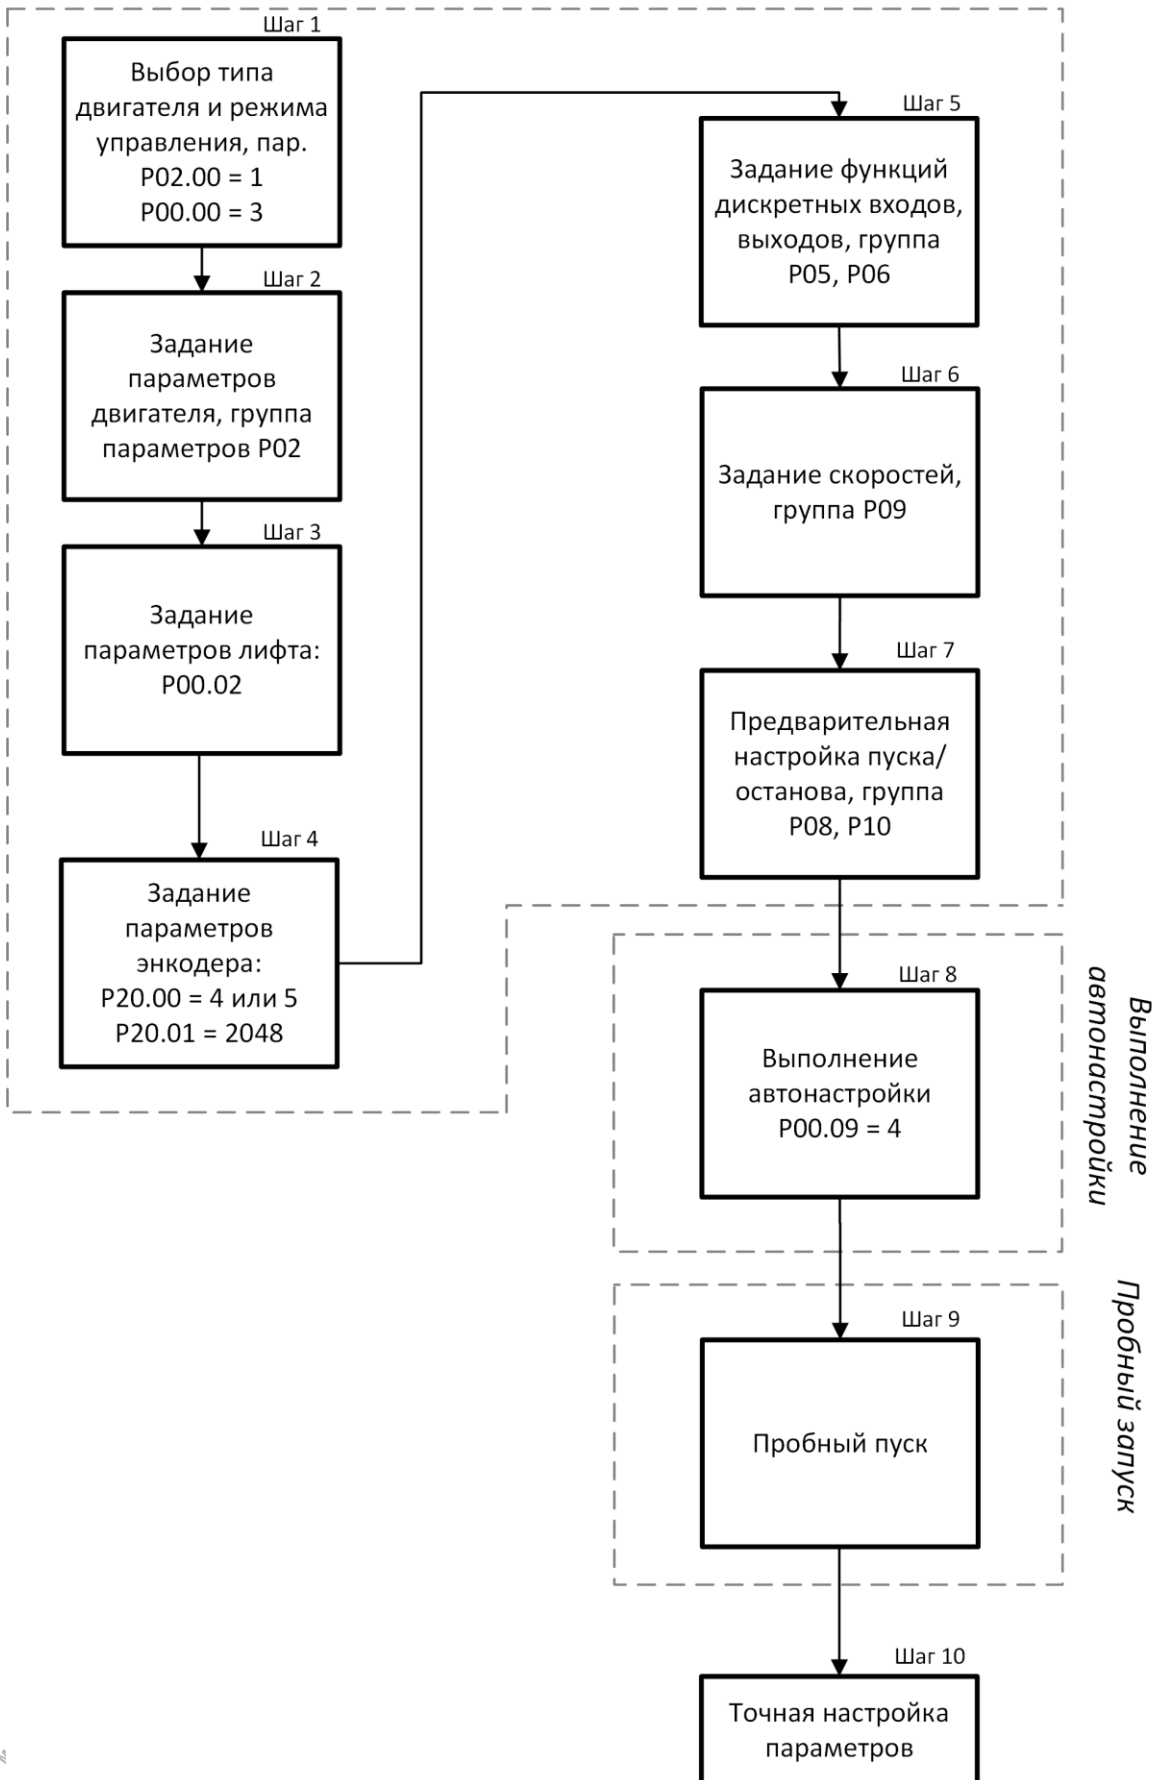 Шаг 1
Выбор типа
двигателя и режима
управления, пар.
P02.00 = 1
P00.00 = 3
Шаг 2
Задание
параметров
двигателя, группа
параметров P02
Шаг 3
Задание
параметров лифта:
P00.02
Шаг 4
Задание
параметров
энкодера:
P20.00 = 4 или 5
P20.01 = 2048
Шаг 5
Задание функций
дискретных входов,
выходов, группа
P05, P06
Шаг 6
Задание скоростей,
группа P09
Шаг 7
Предварительная
настройка пуска/
останова, группа
P08, P10
Шаг 8
Выполнение
автонастройки
P00.09 = 4
Выполнение
автонастройки
Шаг 9
Пробный пуск
Пробный запуск
Шаг 10
Точная настройка
параметров